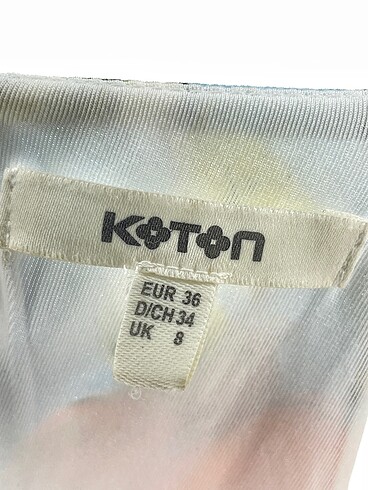 KOTON
EUR 36
D/CH 34
UK 8